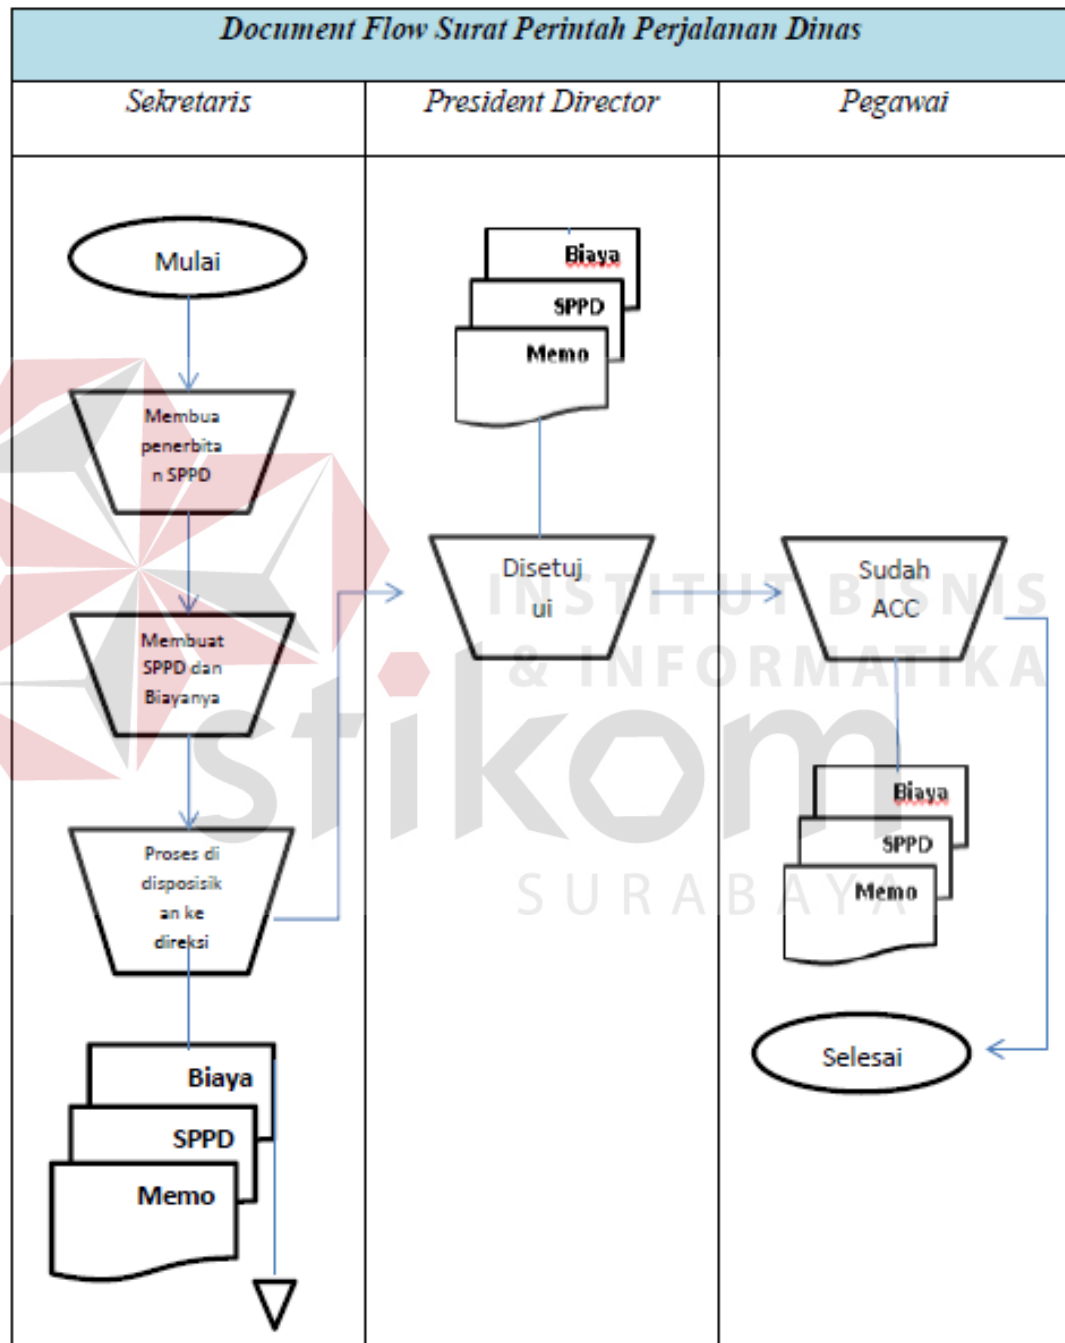 Document Flow Surat Perintah Perjalanan Dinas
Sekretaris
President Director
Pegawai
Mulai
Membua
penerbita
n SPPD
Membuat
SPPD dan
Biayanya
Proses di
disposisik
an ke
direksi
Biaya
SPPD
Memo
Biaya
SPPD
Memo
Disetuj
ui
Sudah
ACC
Biaya
SPPD
Memo
Selesai
INSTITUT BISNIS
& INFORMATIKA
stikom
SURABAYA